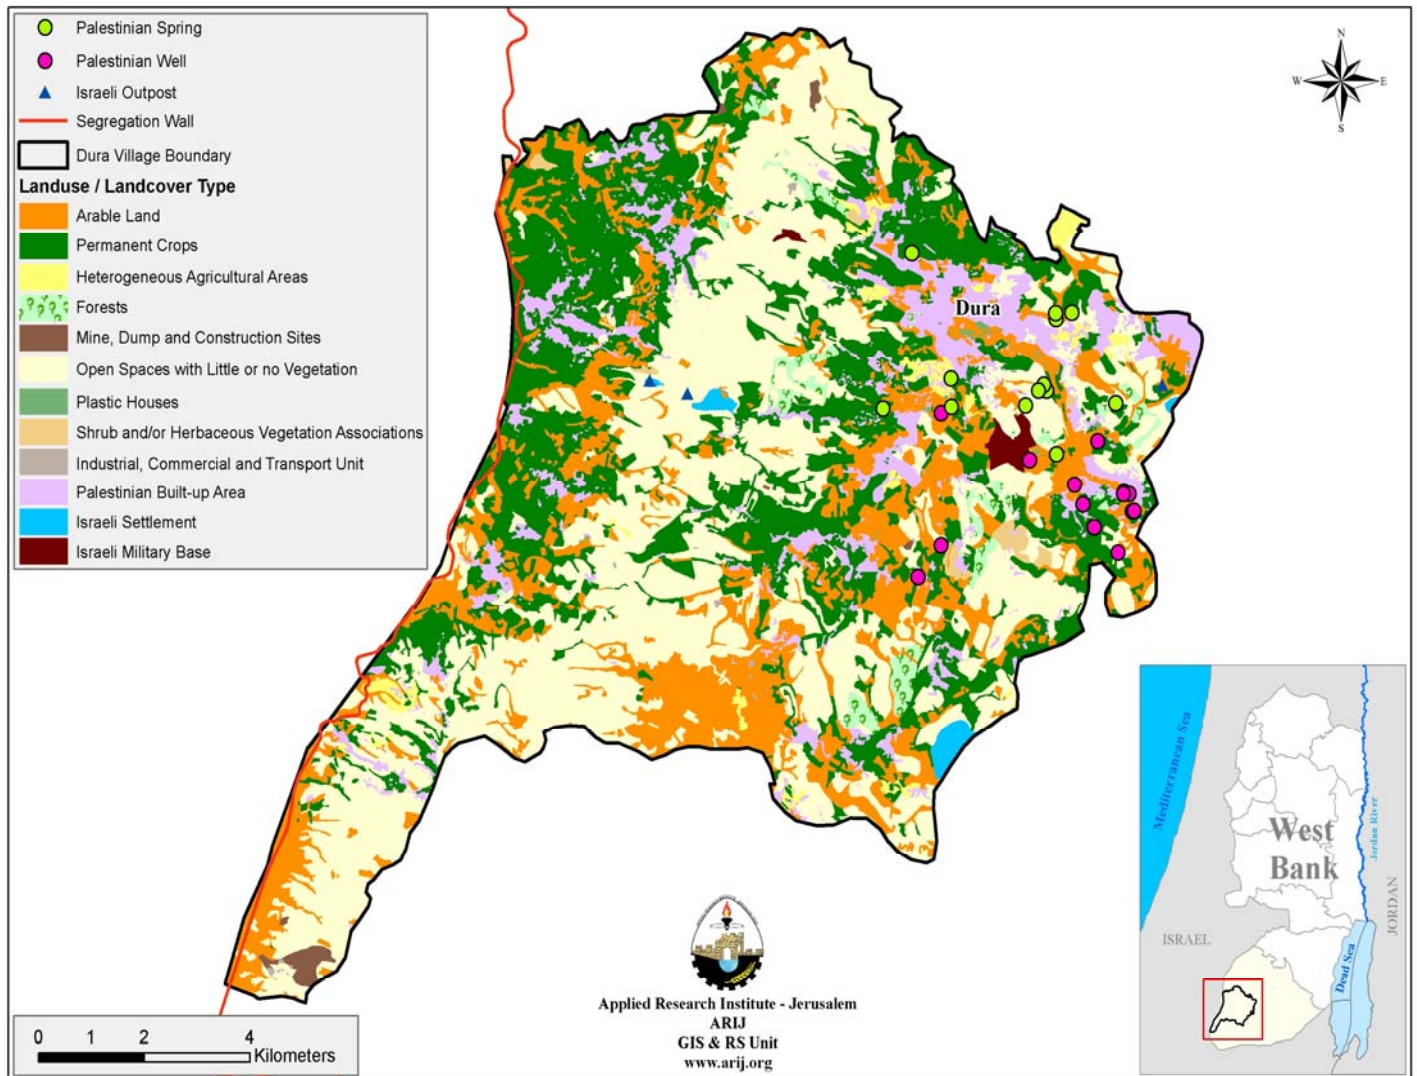 Palestinian Spring
Palestinian Well
Israeli Outpost
Segregation Wall
Dura Village Boundary
Landuse / Landcover Type
Arable Land
Permanent Crops
Heterogeneous Agricultural Areas
Forests
Mine, Dump and Construction Sites
Open Spaces with Little or no Vegetation
Plastic Houses
Shrub and/or Herbaceous Vegetation Associations
Industrial, Commercial and Transport Unit
Palestinian Built-up Area
Israeli Settlement
Israeli Military Base
N
W E
S
Dura
0 1 2 4
Kilometers
Applied Research Institute - Jerusalem
ARIJ
GIS & RS Unit
www.arij.org
Mediterranean Sea
West
Bank
Jordan River
JORDAN
ISRAEL
Dead Sea